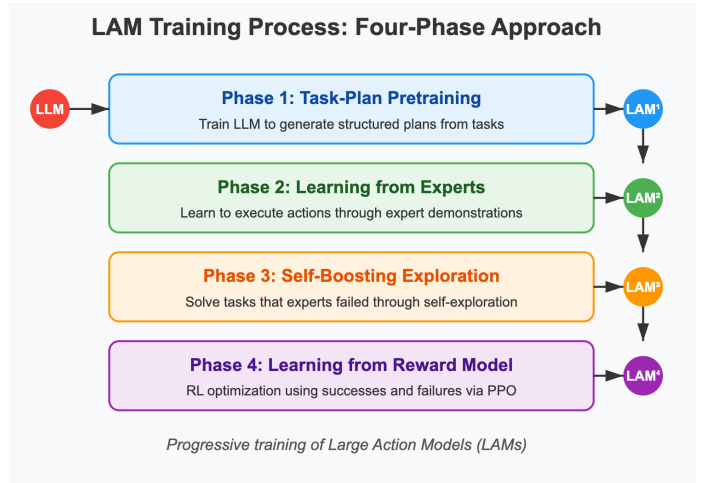 LAM Training Process: Four-Phase Approach
LLM
Phase 1: Task-Plan Pretraining
Train LLM to generate structured plans from tasks
LAM¹
Phase 2: Learning from Experts
Learn to execute actions through expert demonstrations
LAM²
Phase 3: Self-Boosting Exploration
Solve tasks that experts failed through self-exploration
LAM³
Phase 4: Learning from Reward Model
RL optimization using successes and failures via PPO
LAM⁴
Progressive training of Large Action Models (LAMs)